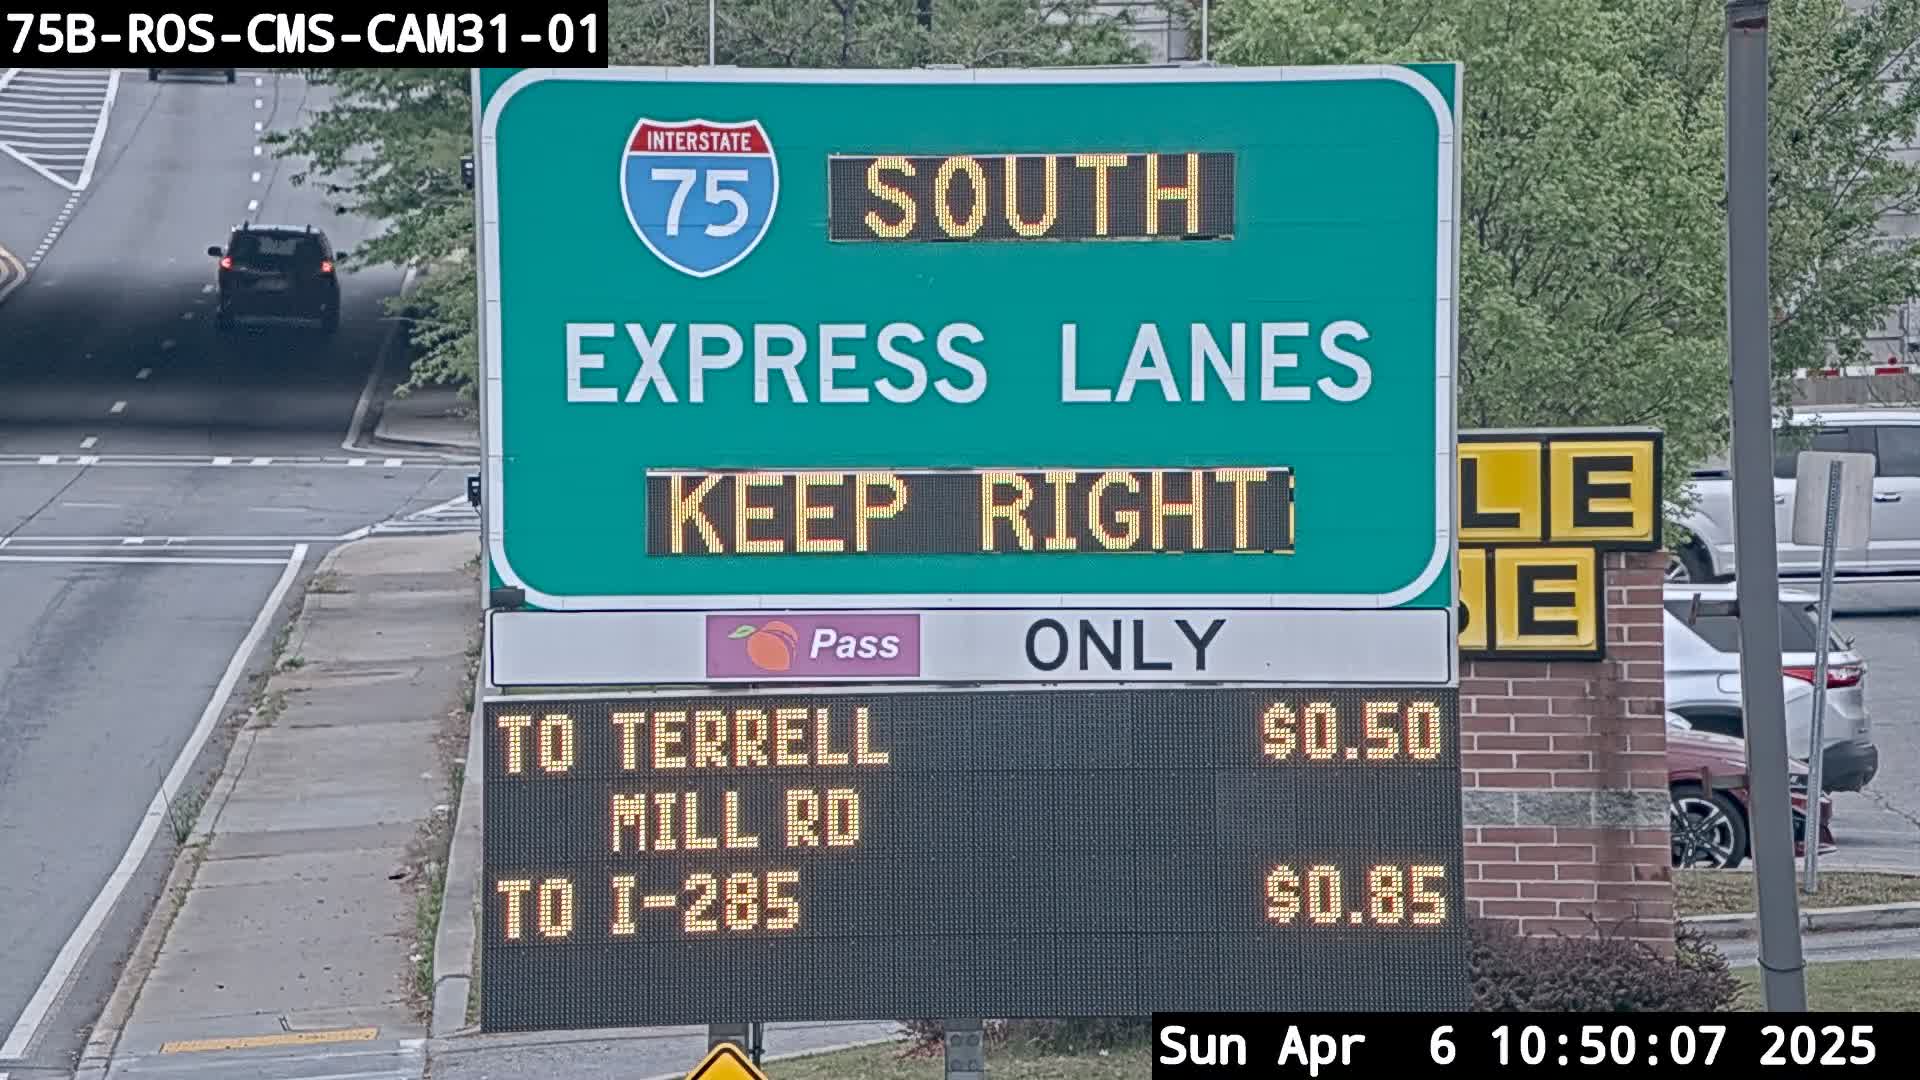 75B-ROS-CMS-CAM31-01
INTERSTATE
75
SOUTH
EXPRESS LANES
KEEP RIGHT
Pass ONLY
TO TERRELL $0.50
MILL RD
TO I-285 $0.85
Sun Apr 6 10:50:07 2025